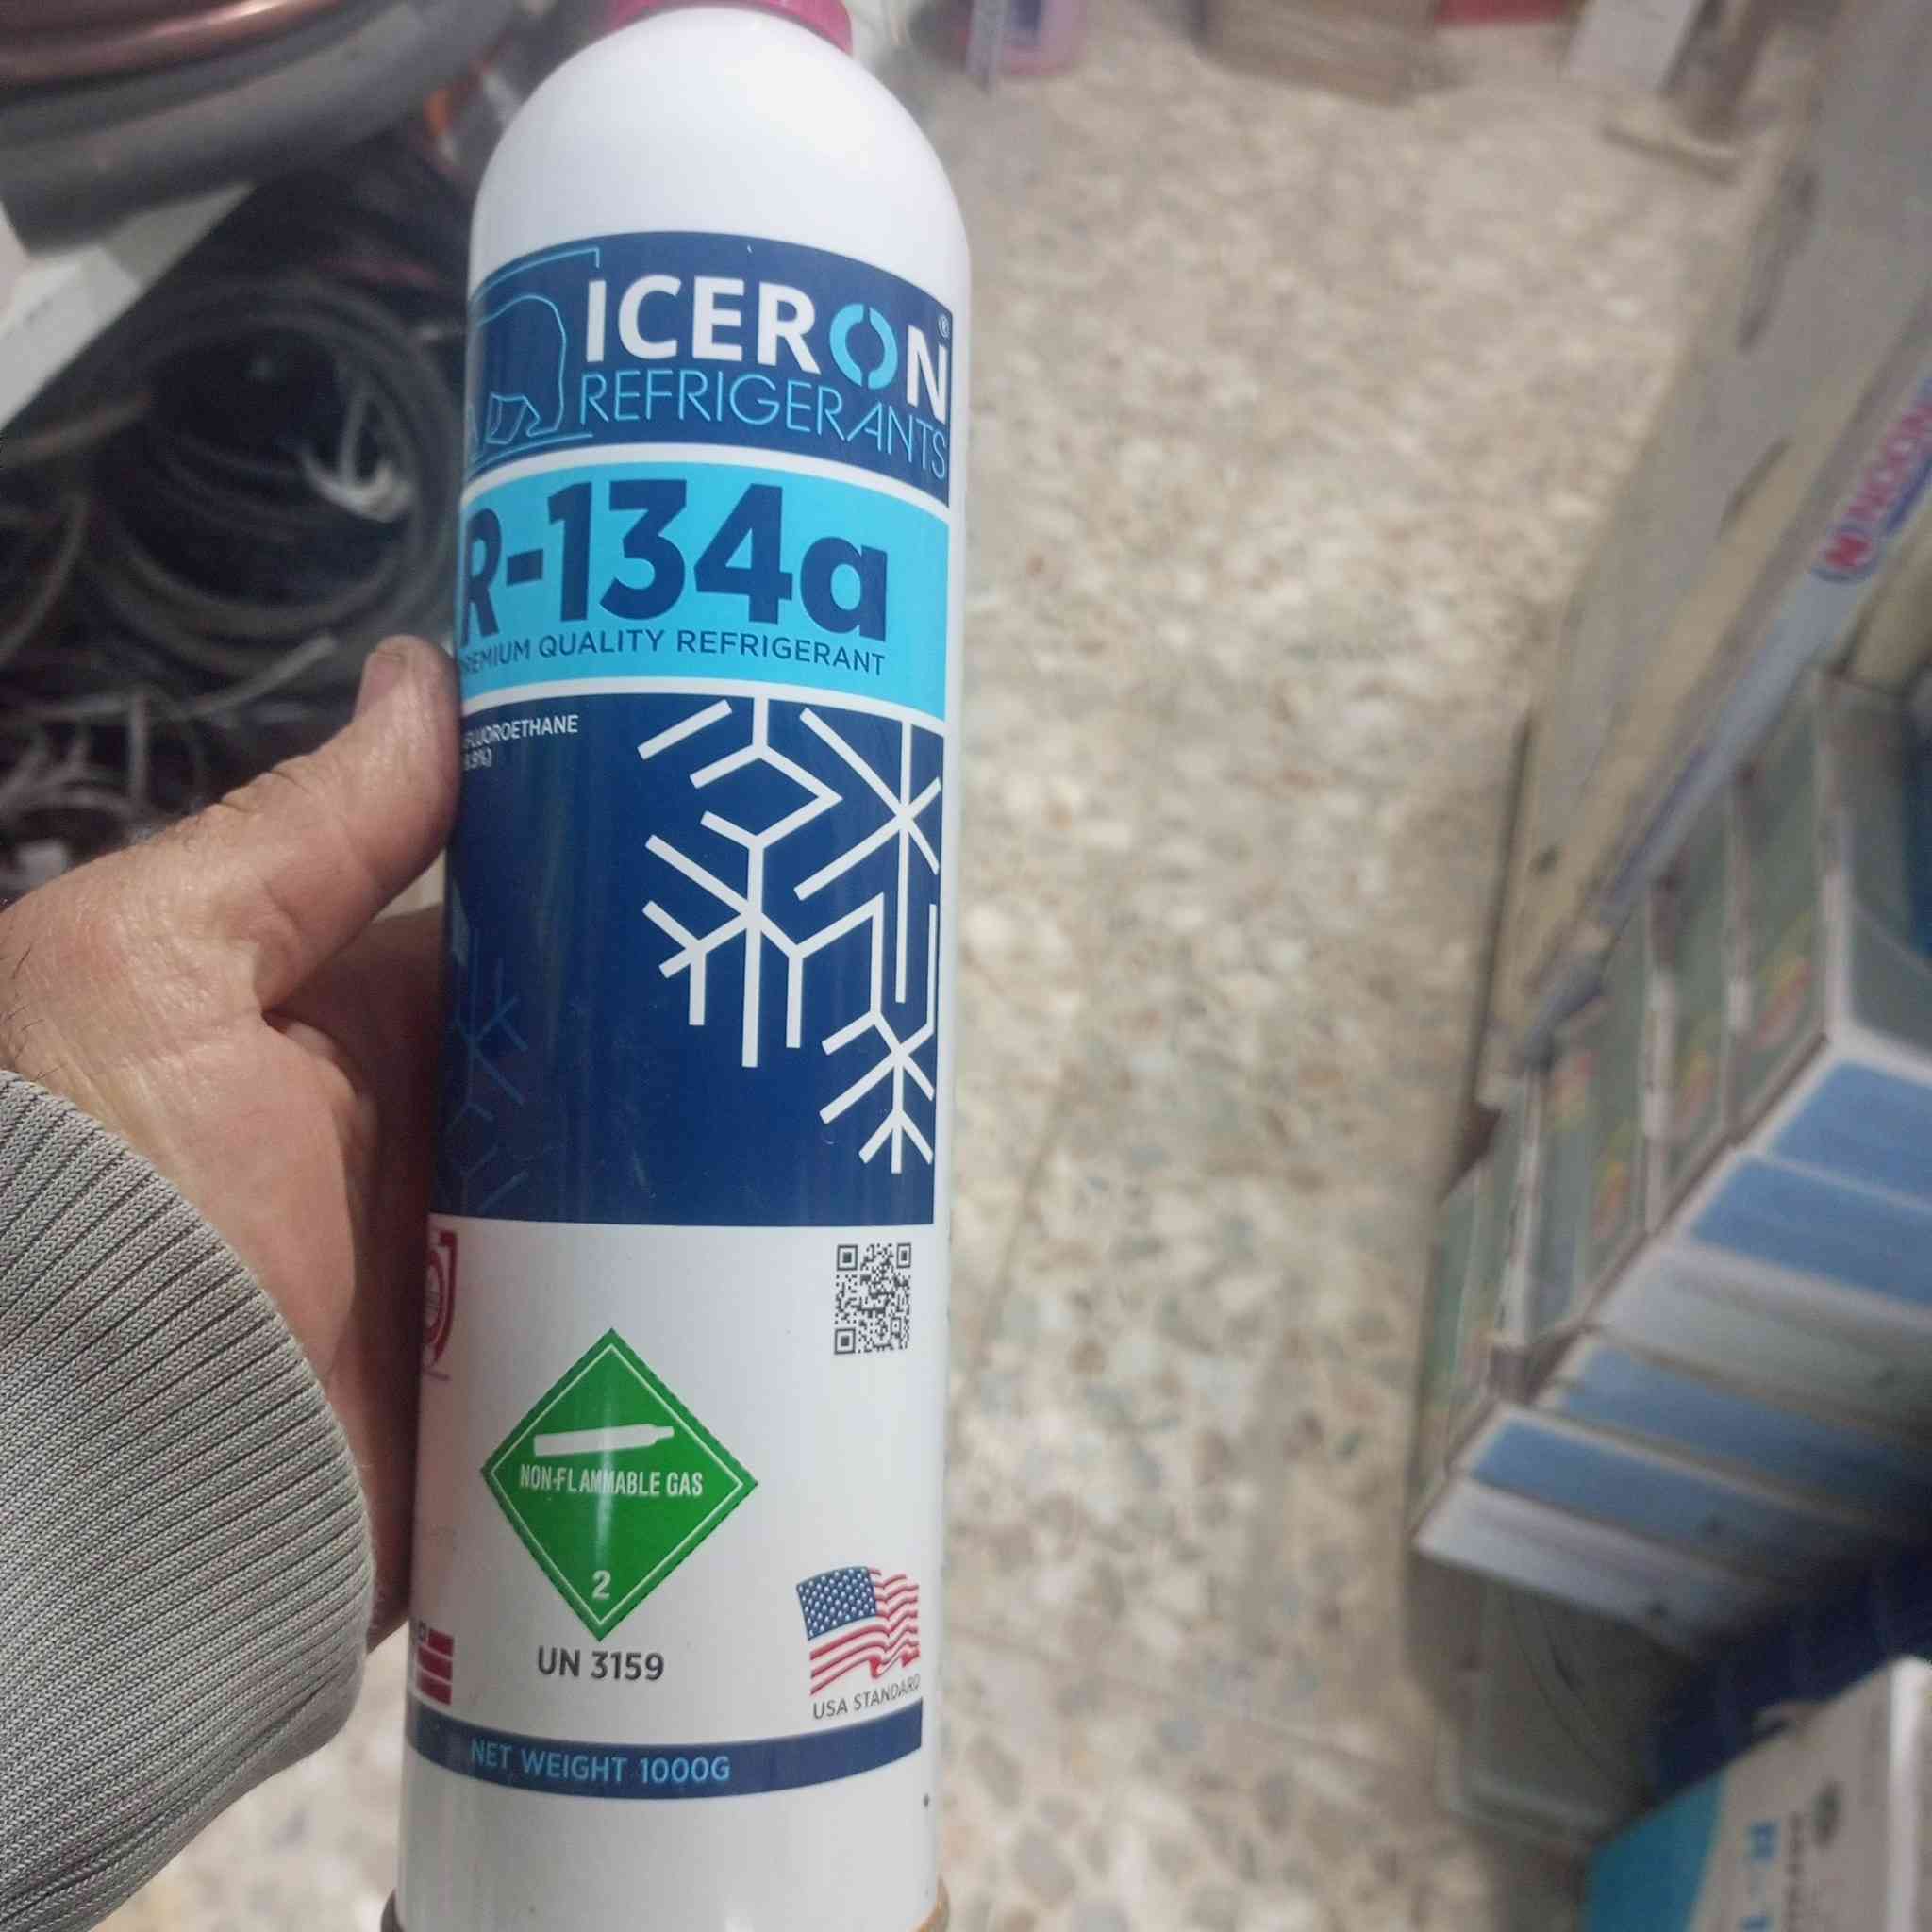 ICERON®
REFRIGERANTS
R-134a
REMIUM QUALITY REFRIGERANT
FLUOROETHANE
NON-FLAMMABLE GAS
2
UN 3159
USA STANDARD
NET WEIGHT 1000G